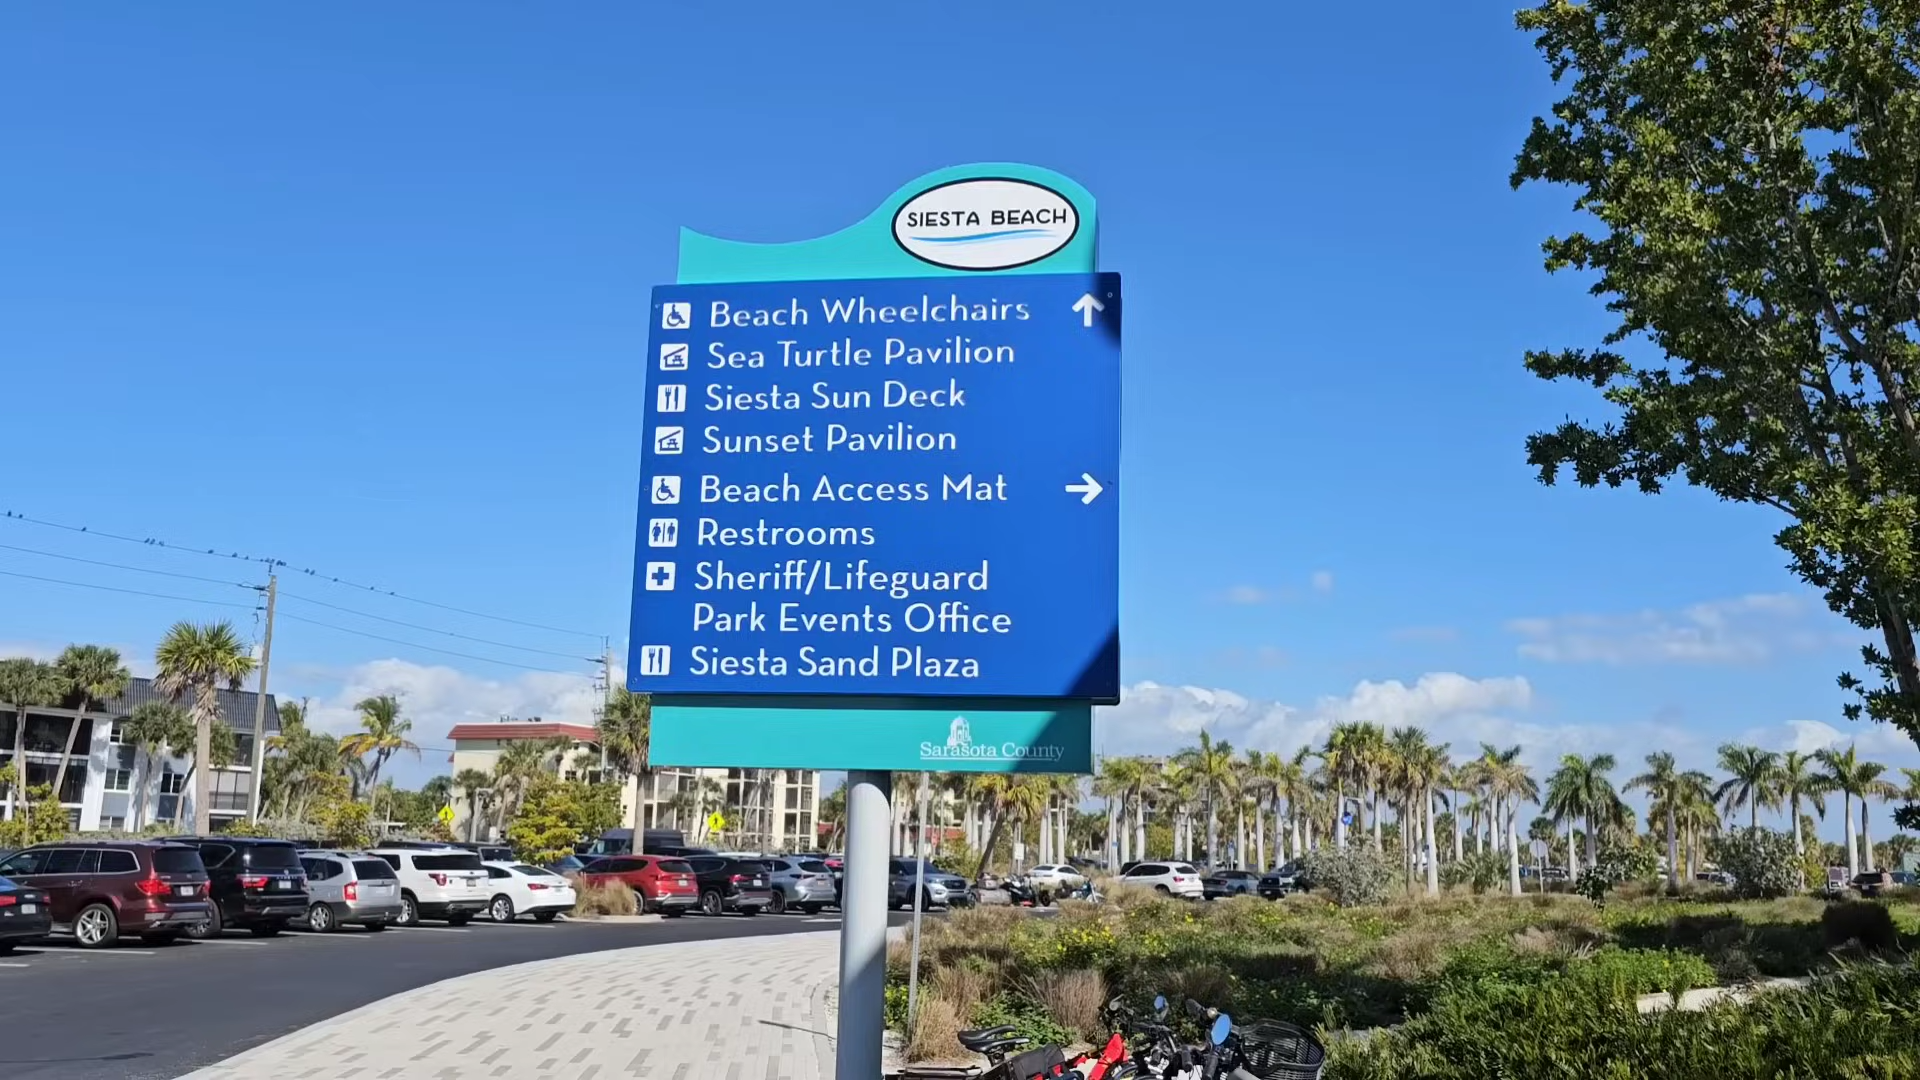 SIESTA BEACH
Beach Wheelchairs
Sea Turtle Pavilion
Siesta Sun Deck
Sunset Pavilion
Beach Access Mat
Restrooms
Sheriff/Lifeguard
Park Events Office
Siesta Sand Plaza
Sarasota County